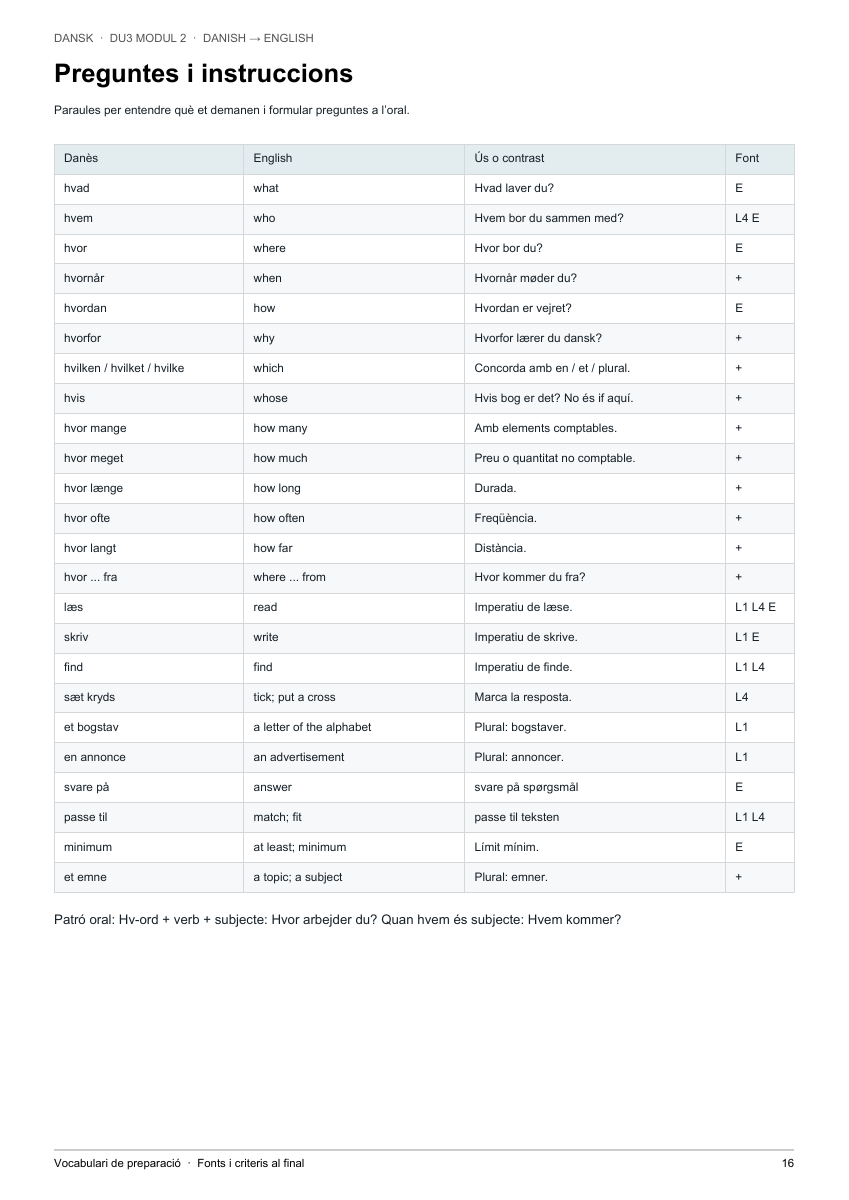 DANSK · DU3 MODUL 2 · DANISH → ENGLISH
Preguntes i instruccions
Paraules per entendre què et demanen i formular preguntes a l’oral.
Danès English Ús o contrast Font
hvad what Hvad laver du? E
hvem who Hvem bor du sammen med? L4 E
hvor where Hvor bor du? E
hvornår when Hvornår møder du? +
hvordan how Hvordan er vejret? E
hvorfor why Hvorfor lærer du dansk? +
hvilken / hvilket / hvilke which Concorda amb en / et / plural. +
hvis whose Hvis bog er det? No és if aquí. +
hvor mange how many Amb elements comptables. +
hvor meget how much Preu o quantitat no comptable. +
hvor længe how long Durada. +
hvor ofte how often Freqüència. +
hvor langt how far Distància. +
hvor ... fra where ... from Hvor kommer du fra? +
læs read Imperatiu de læse. L1 L4 E
skriv write Imperatiu de skrive. L1 E
find find Imperatiu de finde. L1 L4
sæt kryds tick; put a cross Marca la resposta. L4
et bogstav a letter of the alphabet Plural: bogstaver. L1
en annonce an advertisement Plural: annoncer. L1
svare på answer svare på spørgsmål E
passe til match; fit passe til teksten L1 L4
minimum at least; minimum Límit mínim. E
et emne a topic; a subject Plural: emner. +
Patró oral: Hv-ord + verb + subjecte: Hvor arbejder du? Quan hvem és subjecte: Hvem kommer?
Vocabulari de preparació · Fonts i criteris al final 16